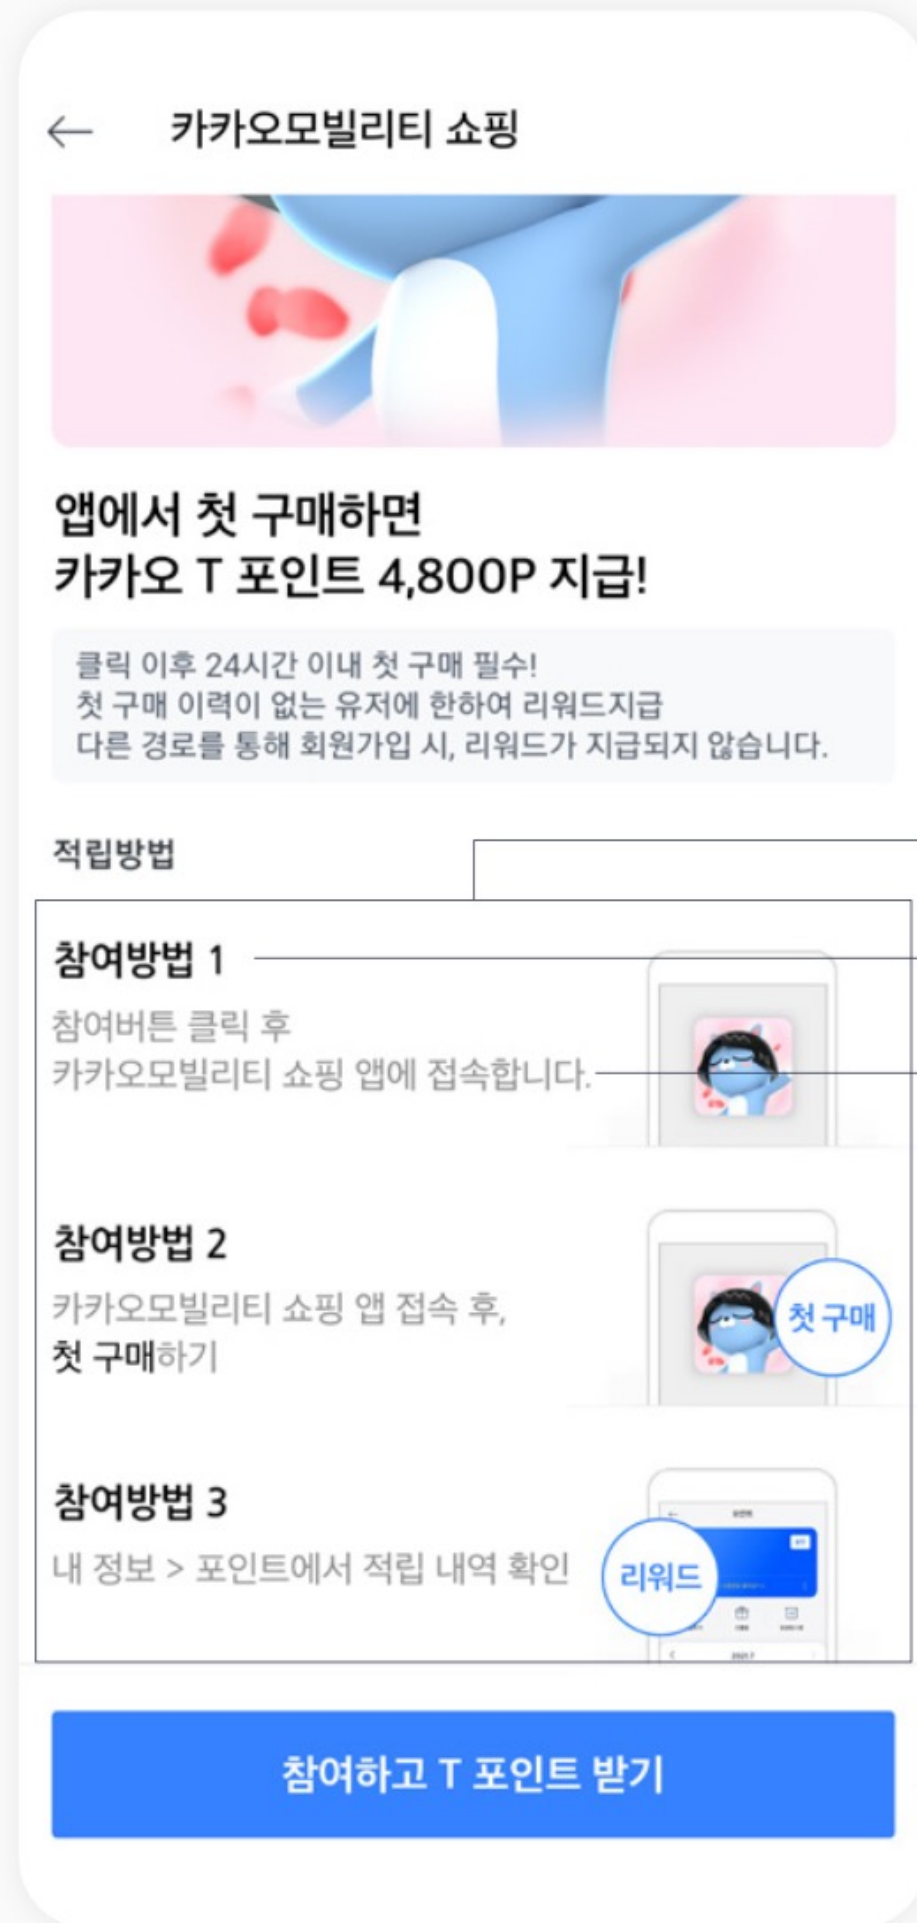 카카오모빌리티 쇼핑
앱에서 첫 구매하면
카카오 T 포인트 4,800P 지급!
클릭 이후 24시간 이내 첫 구매 필수!
첫 구매 이력이 없는 유저에 한하여 리워드지급
다른 경로를 통해 회원가입 시, 리워드가 지급되지 않습니다.
적립방법
참여방법 1
참여버튼 클릭 후
카카오모빌리티 쇼핑 앱에 접속합니다.
참여방법 2
카카오모빌리티 쇼핑 앱 접속 후,
첫 구매하기
첫 구매
참여방법 3
내 정보 > 포인트에서 적립 내역 확인
포인트
리워드
2021.7
참여하고 T 포인트 받기